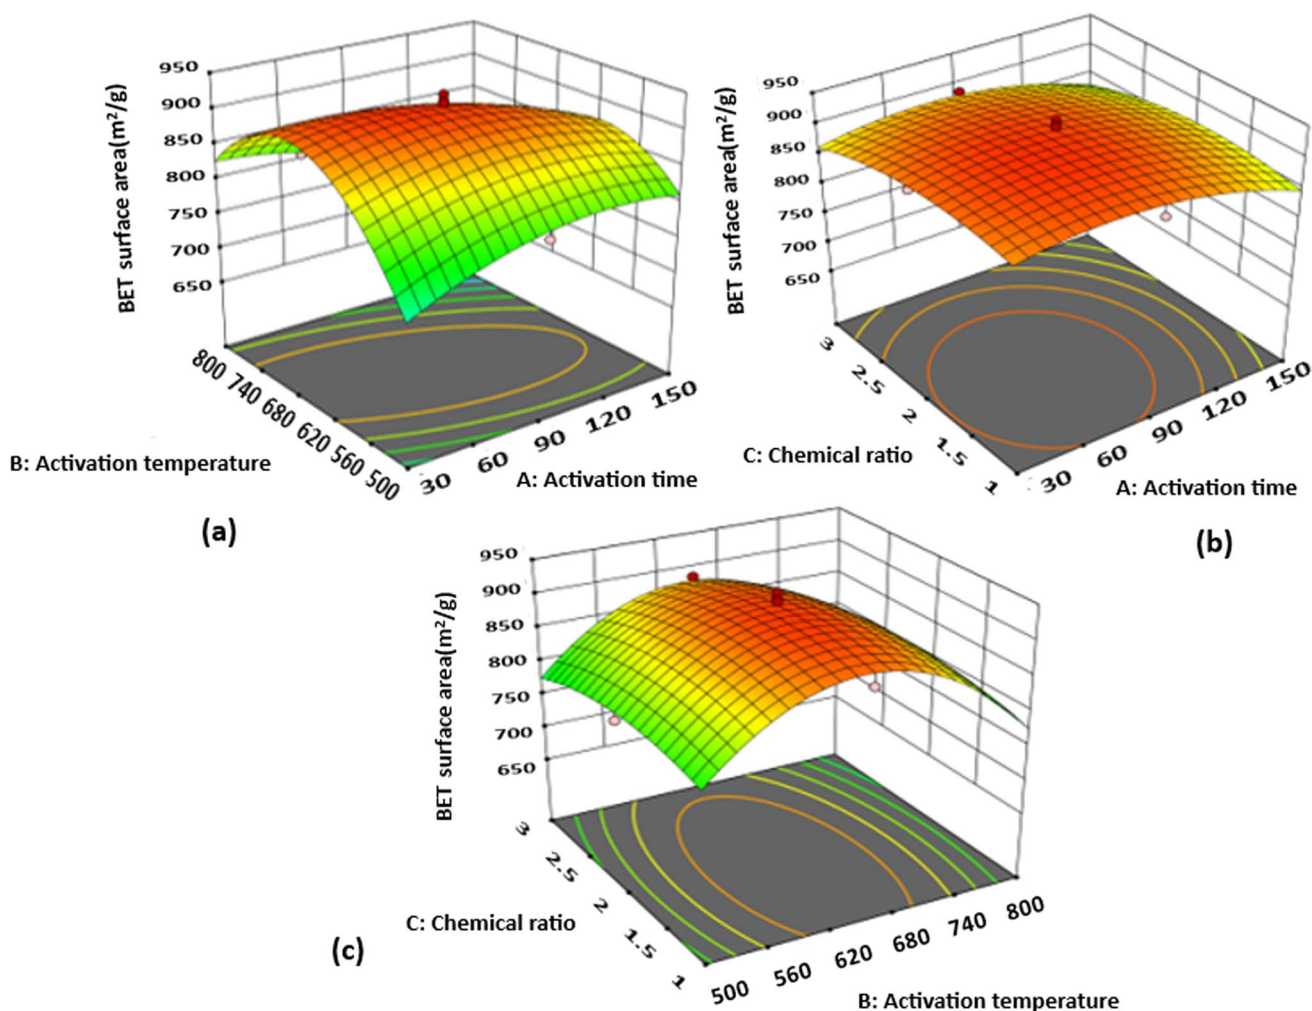 950
900
850
800
750
700
650
BET surface area(m²/g)
800 740 680 620 560 500
30 60 90 120 150
B: Activation temperature
A: Activation time
(a)
950
900
850
800
750
700
650
BET surface area(m²/g)
3 2.5 2 1.5 1
30 60 90 120 150
C: Chemical ratio
A: Activation time
(b)
950
900
850
800
750
700
650
BET surface area(m²/g)
3 2.5 2 1.5 1
500 560 620 680 740 800
C: Chemical ratio
B: Activation temperature
(c)